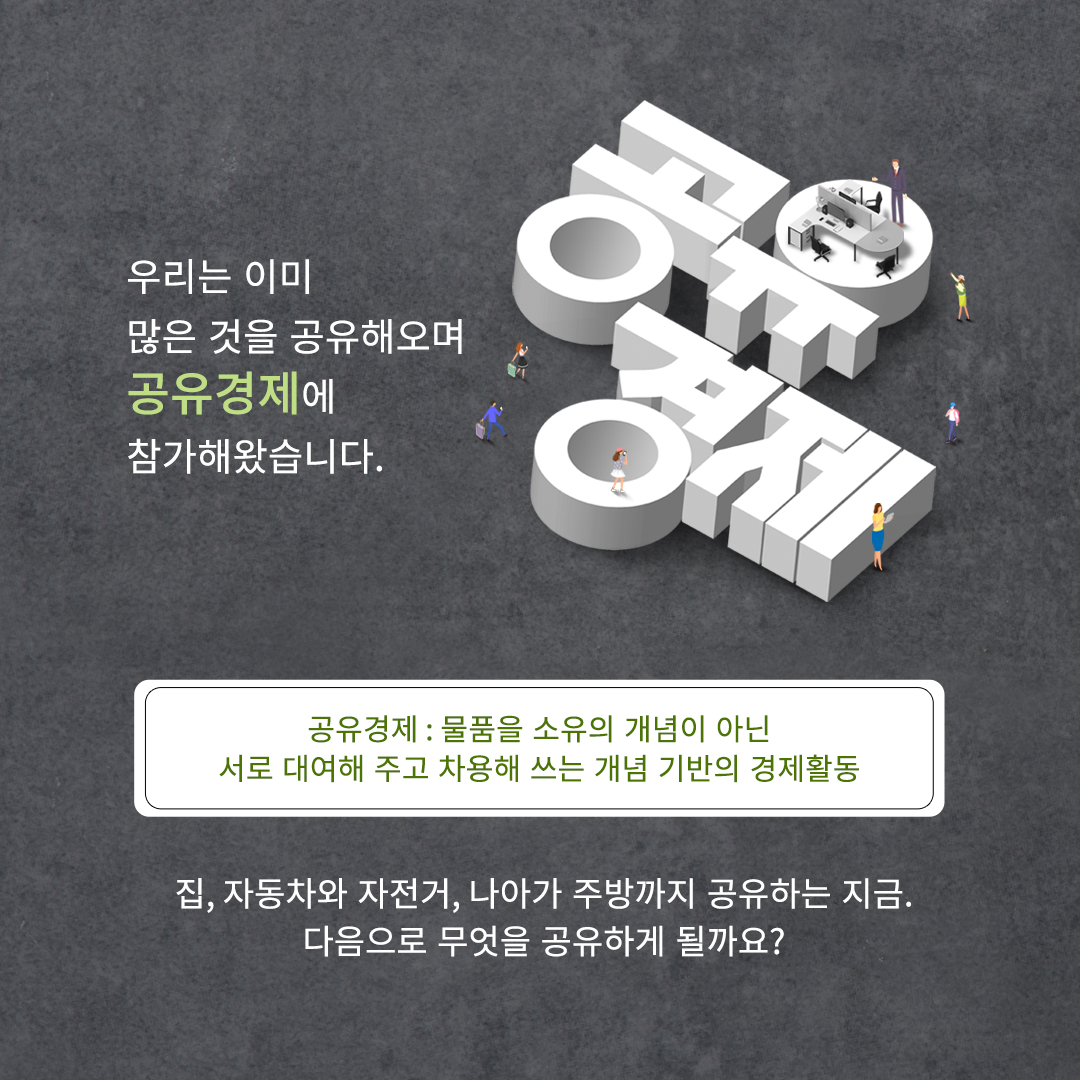 우리는 이미
많은 것을 공유해오며
공유경제에
참가해왔습니다.
공유
경제
공유경제 : 물품을 소유의 개념이 아닌
서로 대여해 주고 차용해 쓰는 개념 기반의 경제활동
집, 자동차와 자전거, 나아가 주방까지 공유하는 지금.
다음으로 무엇을 공유하게 될까요?